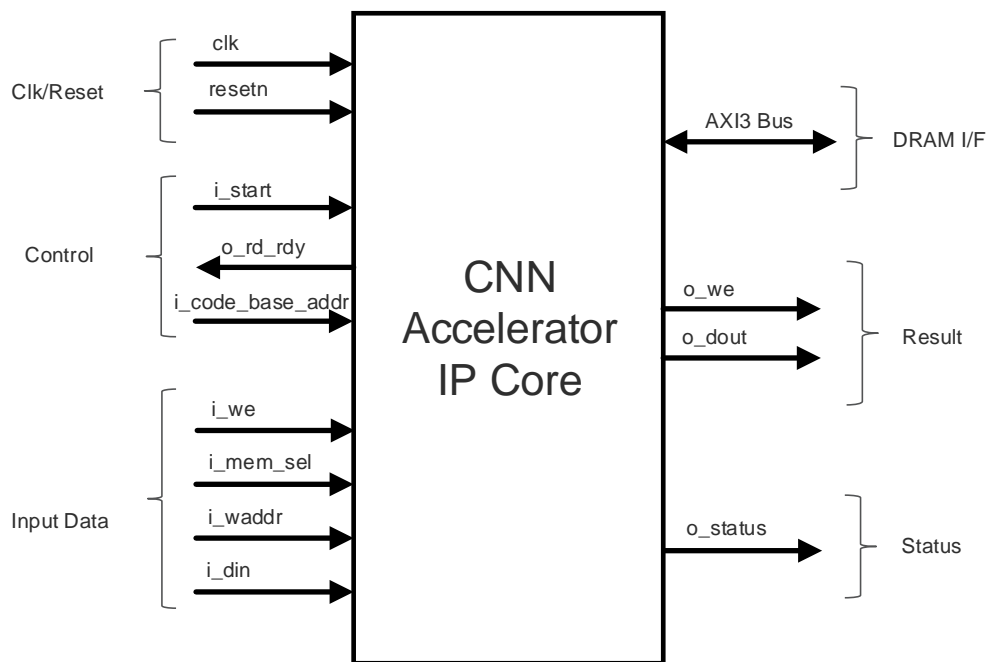 Clk/Reset
clk
resetn
Control
i_start
o_rd_rdy
i_code_base_addr
Input Data
i_we
i_mem_sel
i_waddr
i_din
CNN
Accelerator
IP Core
AXI3 Bus
DRAM I/F
o_we
o_dout
Result
o_status
Status